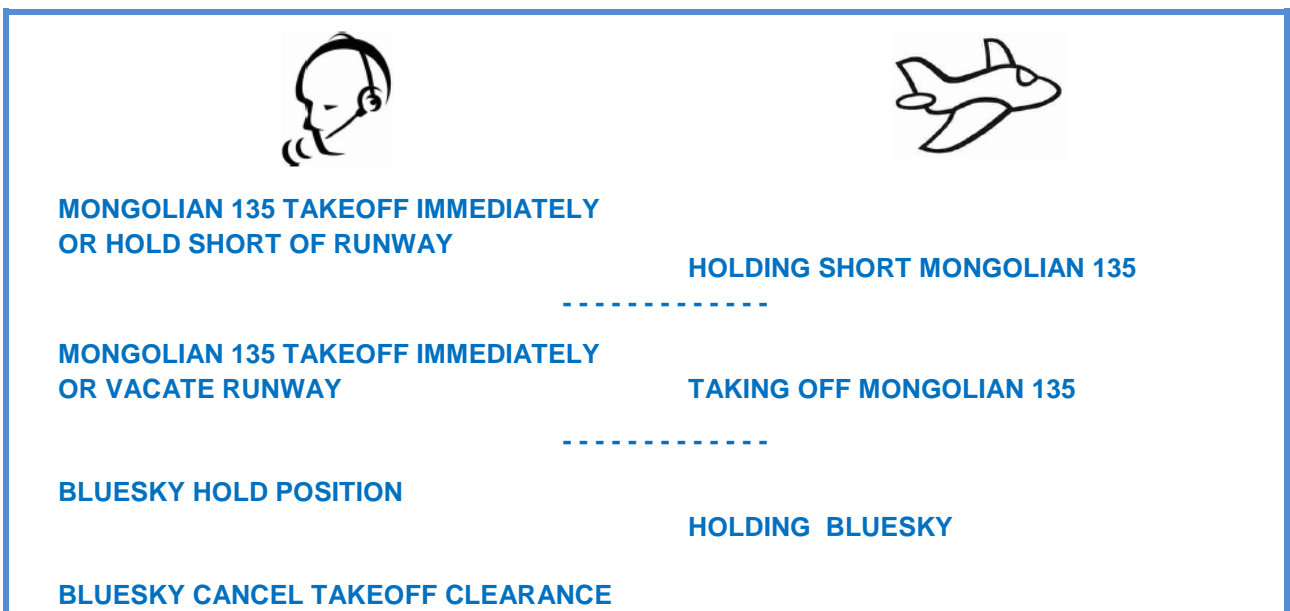 MONGOLIAN 135 TAKEOFF IMMEDIATELY
OR HOLD SHORT OF RUNWAY
HOLDING SHORT MONGOLIAN 135
- - - - - - - - - - - - -
MONGOLIAN 135 TAKEOFF IMMEDIATELY
OR VACATE RUNWAY
TAKING OFF MONGOLIAN 135
- - - - - - - - - - - - -
BLUESKY HOLD POSITION
HOLDING BLUESKY
BLUESKY CANCEL TAKEOFF CLEARANCE